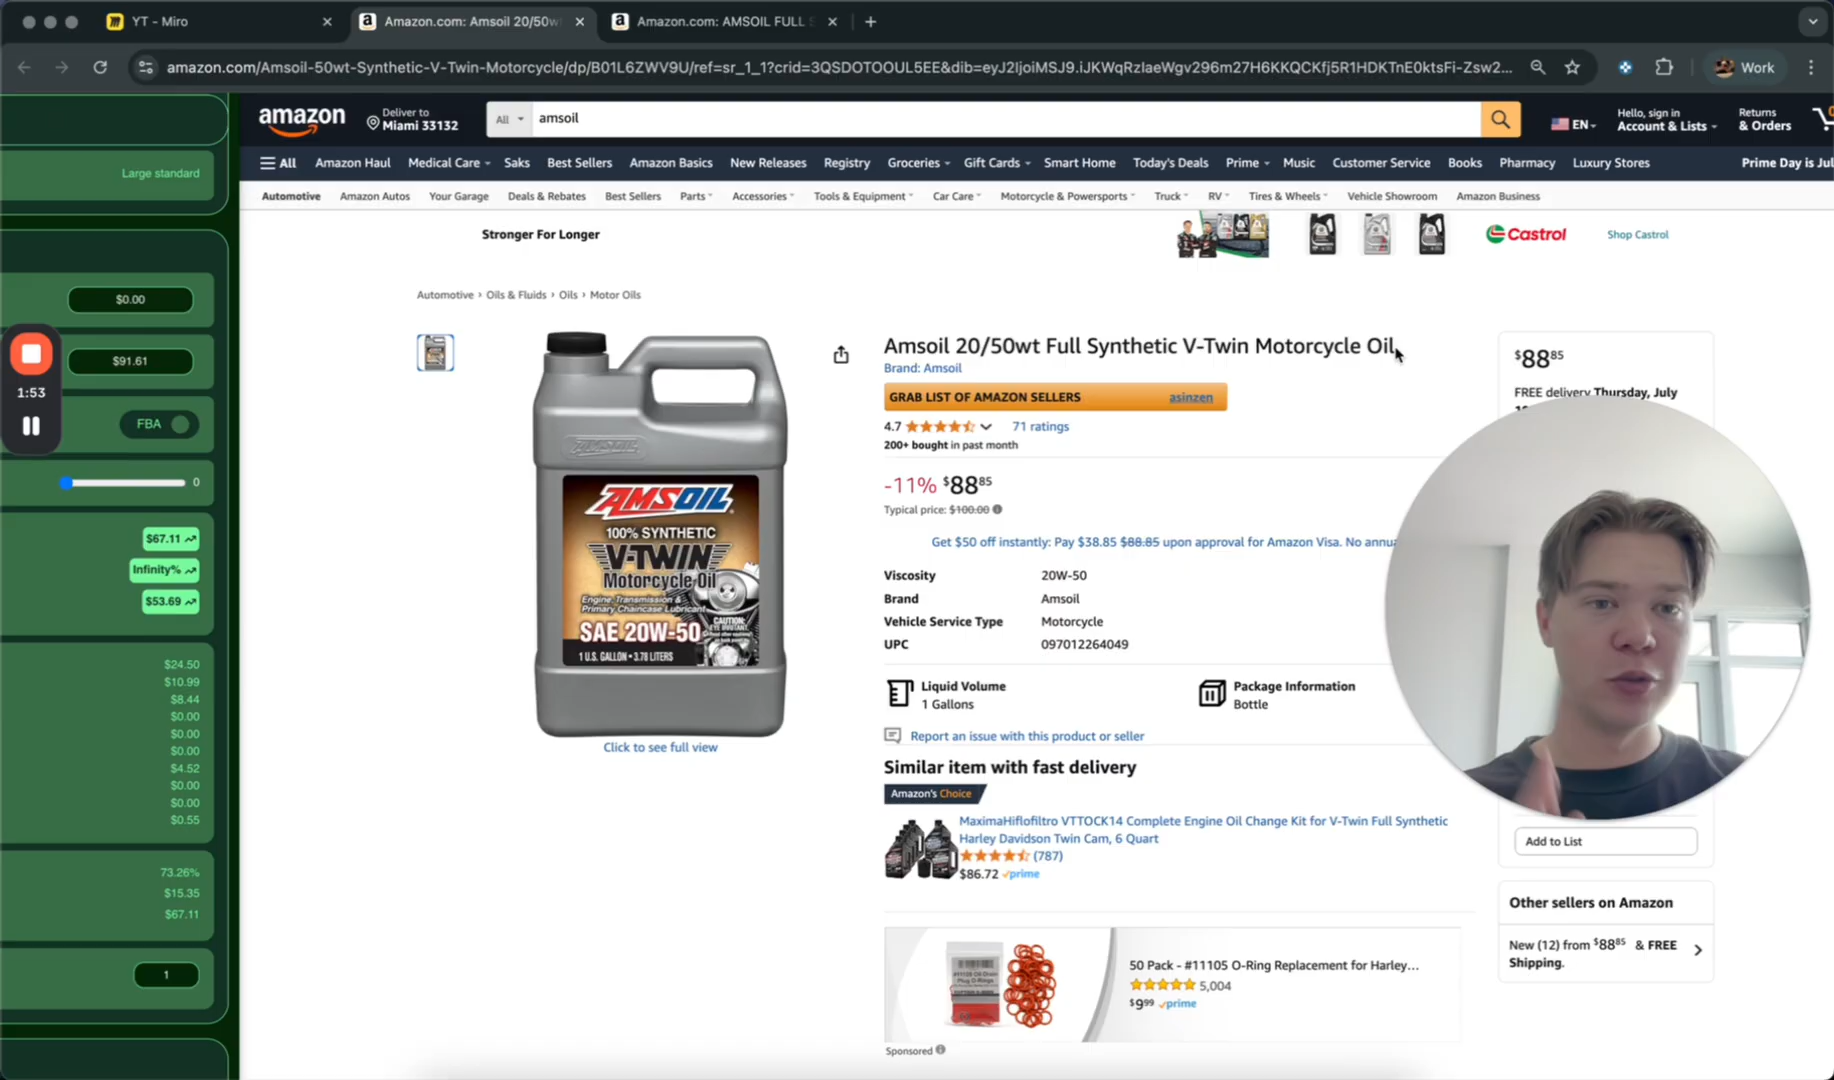 YT - Miro
Amazon.com: Amsoil 20/50w
Amazon.com: AMSOIL FULL S
amazon.com/Amsoil-50wt-Synthetic-V-Twin-Motorcycle/dp/B01L6ZWV9U/ref=sr_1_1?crid=3QSDOTOOUL5EE&dib=eyJ2IjoiMSJ9.iJKWqRzIaeWgv296m27H6KKQCKfj5R1HDKTnE0ktsFi-Zsw2...
Work
amazon
Deliver to
Miami 33132
All
amsoil
EN
Hello, sign in
Account & Lists
Returns
& Orders
All
Amazon Haul
Medical Care
Saks
Best Sellers
Amazon Basics
New Releases
Registry
Groceries
Gift Cards
Smart Home
Today's Deals
Prime
Music
Customer Service
Books
Pharmacy
Luxury Stores
Prime Day is Jul
Automotive
Amazon Autos
Your Garage
Deals & Rebates
Best Sellers
Parts
Accessories
Tools & Equipment
Car Care
Motorcycle & Powersports
Truck
RV
Tires & Wheels
Vehicle Showroom
Amazon Business
Stronger For Longer
Castrol
Shop Castrol
Automotive › Oils & Fluids › Oils › Motor Oils
Large standard
$0.00
$91.61
1:53
FBA
0
$67.11
Infinity%
$53.69
$24.50
$10.99
$8.44
$0.00
$0.00
$0.00
$4.52
$0.00
$0.00
$0.55
73.26%
$15.35
$67.11
1
AMSOIL
AMSOIL
100% SYNTHETIC
V-TWIN
Motorcycle Oil
Engine, Transmission &
Primary Chaincase Lubricant
SAE 20W-50
1 U.S. GALLON • 3.78 LITERS
Click to see full view
Amsoil 20/50wt Full Synthetic V-Twin Motorcycle Oil
Brand: Amsoil
GRAB LIST OF AMAZON SELLERS
asinzen
4.7
71 ratings
200+ bought in past month
-11% $88 85
Typical price: $100.00
Get $50 off instantly: Pay $38.85 $88.85 upon approval for Amazon Visa. No annua
Viscosity 20W-50
Brand Amsoil
Vehicle Service Type Motorcycle
UPC 097012264049
Liquid Volume
1 Gallons
Package Information
Bottle
Report an issue with this product or seller
Similar item with fast delivery
Amazon's Choice
MaximaHiflofiltro VTTOCK14 Complete Engine Oil Change Kit for V-Twin Full Synthetic
Harley Davidson Twin Cam, 6 Quart
(787)
$86.72 prime
50 Pack - #11105 O-Ring Replacement for Harley...
5,004
$9 99 prime
Sponsored
$88 85
FREE delivery Thursday, July
Add to List
Other sellers on Amazon
New (12) from $88 85 & FREE
Shipping.